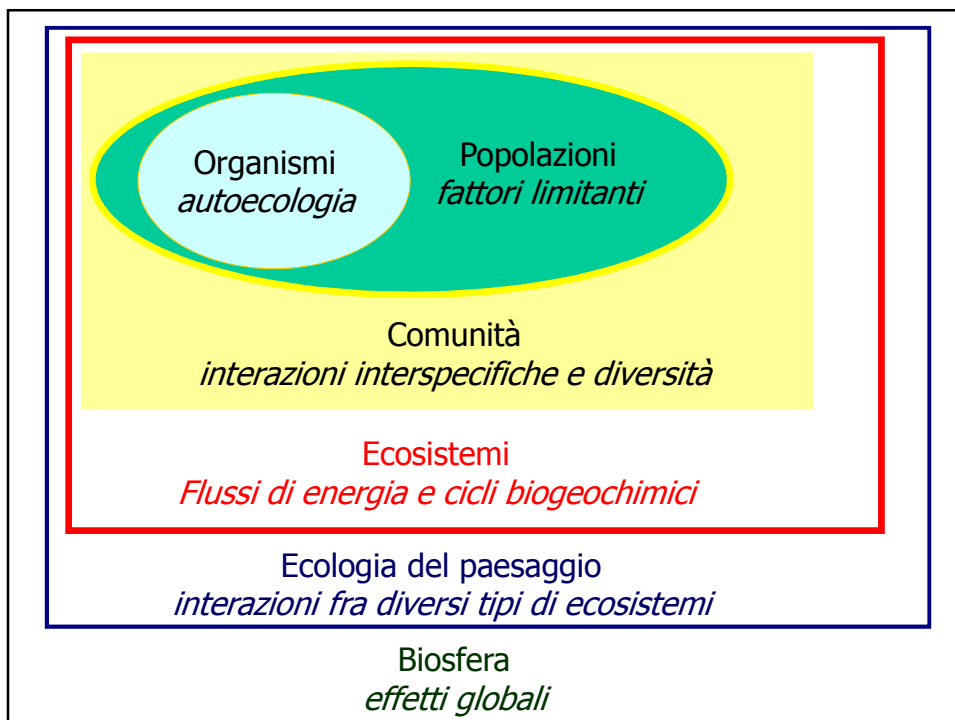 Organismi
autoecologia
Popolazioni
fattori limitanti
Comunità
interazioni interspecifiche e diversità
Ecosistemi
Flussi di energia e cicli biogeochimici
Ecologia del paesaggio
interazioni fra diversi tipi di ecosistemi
Biosfera
effetti globali